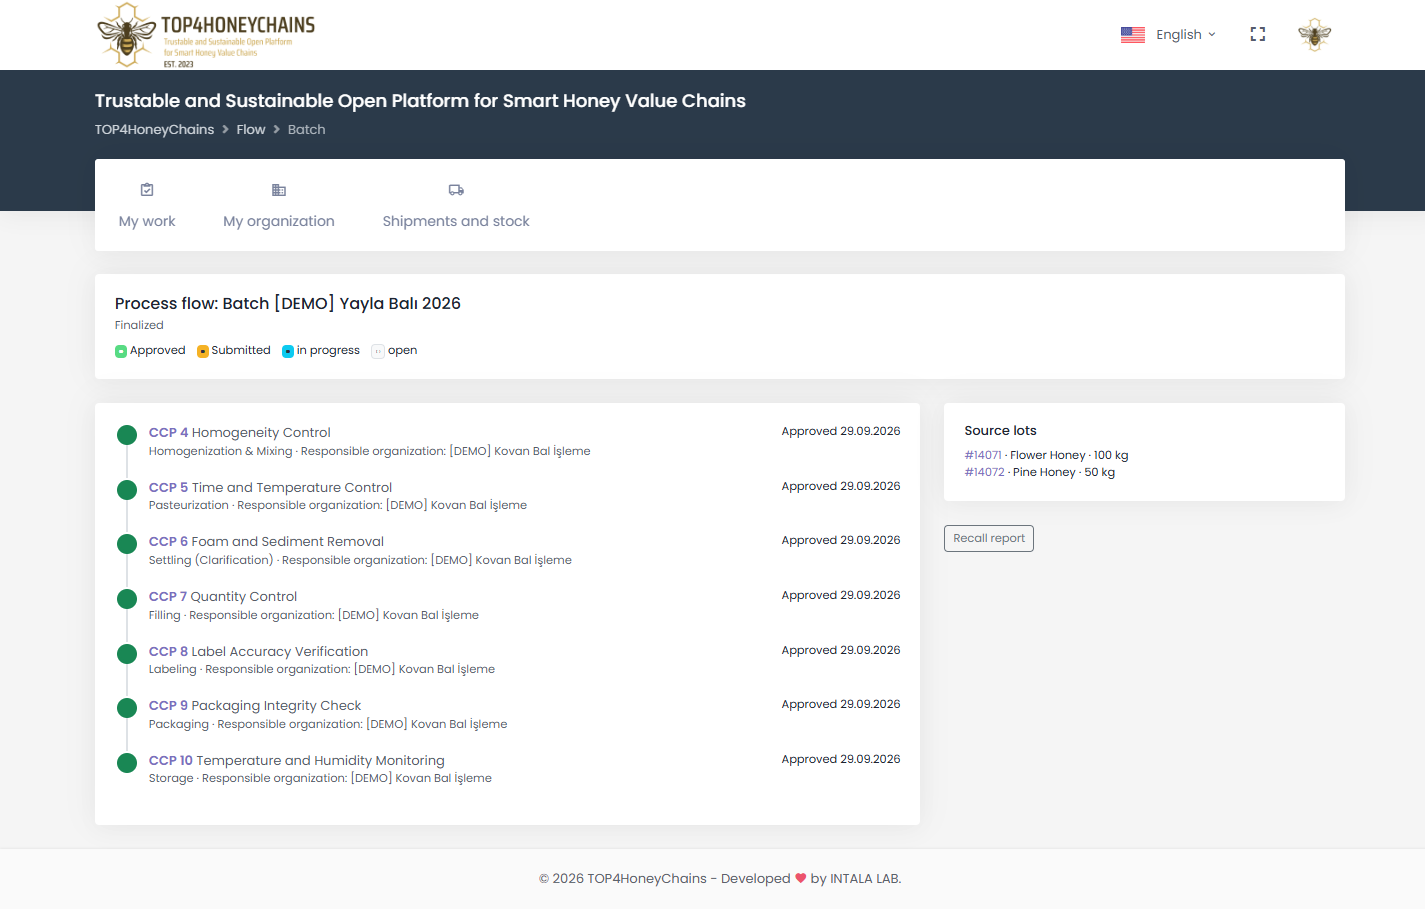 TOP4HONEYCHAINS
Trustable and Sustainable Open Platform
for Smart Honey Value Chains
EST. 2023
English
Trustable and Sustainable Open Platform for Smart Honey Value Chains
TOP4HoneyChains > Flow > Batch
My work
My organization
Shipments and stock
Process flow: Batch [DEMO] Yayla Balı 2026
Finalized
Approved Submitted in progress open
CCP 4 Homogeneity Control
Approved 29.09.2026
Homogenization & Mixing · Responsible organization: [DEMO] Kovan Bal İşleme
CCP 5 Time and Temperature Control
Approved 29.09.2026
Pasteurization · Responsible organization: [DEMO] Kovan Bal İşleme
CCP 6 Foam and Sediment Removal
Approved 29.09.2026
Settling (Clarification) · Responsible organization: [DEMO] Kovan Bal İşleme
CCP 7 Quantity Control
Approved 29.09.2026
Filling · Responsible organization: [DEMO] Kovan Bal İşleme
CCP 8 Label Accuracy Verification
Approved 29.09.2026
Labeling · Responsible organization: [DEMO] Kovan Bal İşleme
CCP 9 Packaging Integrity Check
Approved 29.09.2026
Packaging · Responsible organization: [DEMO] Kovan Bal İşleme
CCP 10 Temperature and Humidity Monitoring
Approved 29.09.2026
Storage · Responsible organization: [DEMO] Kovan Bal İşleme
Source lots
#14071 · Flower Honey · 100 kg
#14072 · Pine Honey · 50 kg
Recall report
© 2026 TOP4HoneyChains - Developed ❤ by INTALA LAB.